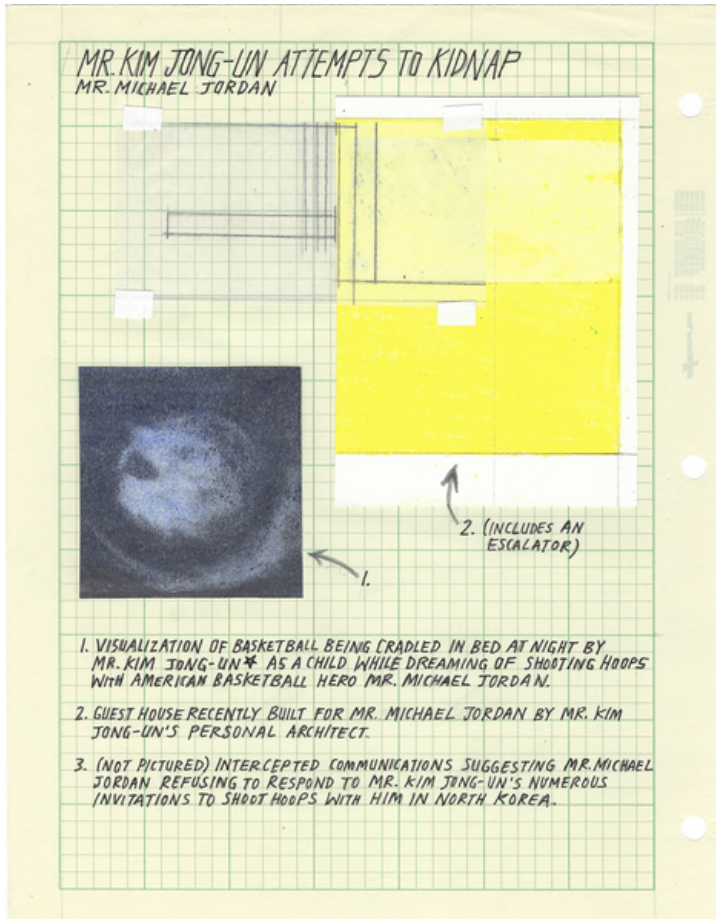 MR. KIM JONG-UN ATTEMPTS TO KIDNAP
MR. MICHAEL JORDAN
2. (INCLUDES AN
ESCALATOR)
1.
1. VISUALIZATION OF BASKETBALL BEING CRADLED IN BED AT NIGHT BY
MR. KIM JONG-UN★ AS A CHILD WHILE DREAMING OF SHOOTING HOOPS
WITH AMERICAN BASKETBALL HERO MR. MICHAEL JORDAN.
2. GUEST HOUSE RECENTLY BUILT FOR MR. MICHAEL JORDAN BY MR. KIM
JONG-UN'S PERSONAL ARCHITECT.
3. (NOT PICTURED) INTERCEPTED COMMUNICATIONS SUGGESTING MR. MICHAEL
JORDAN REFUSING TO RESPOND TO MR. KIM JONG-UN'S NUMEROUS
INVITATIONS TO SHOOT HOOPS WITH HIM IN NORTH KOREA.